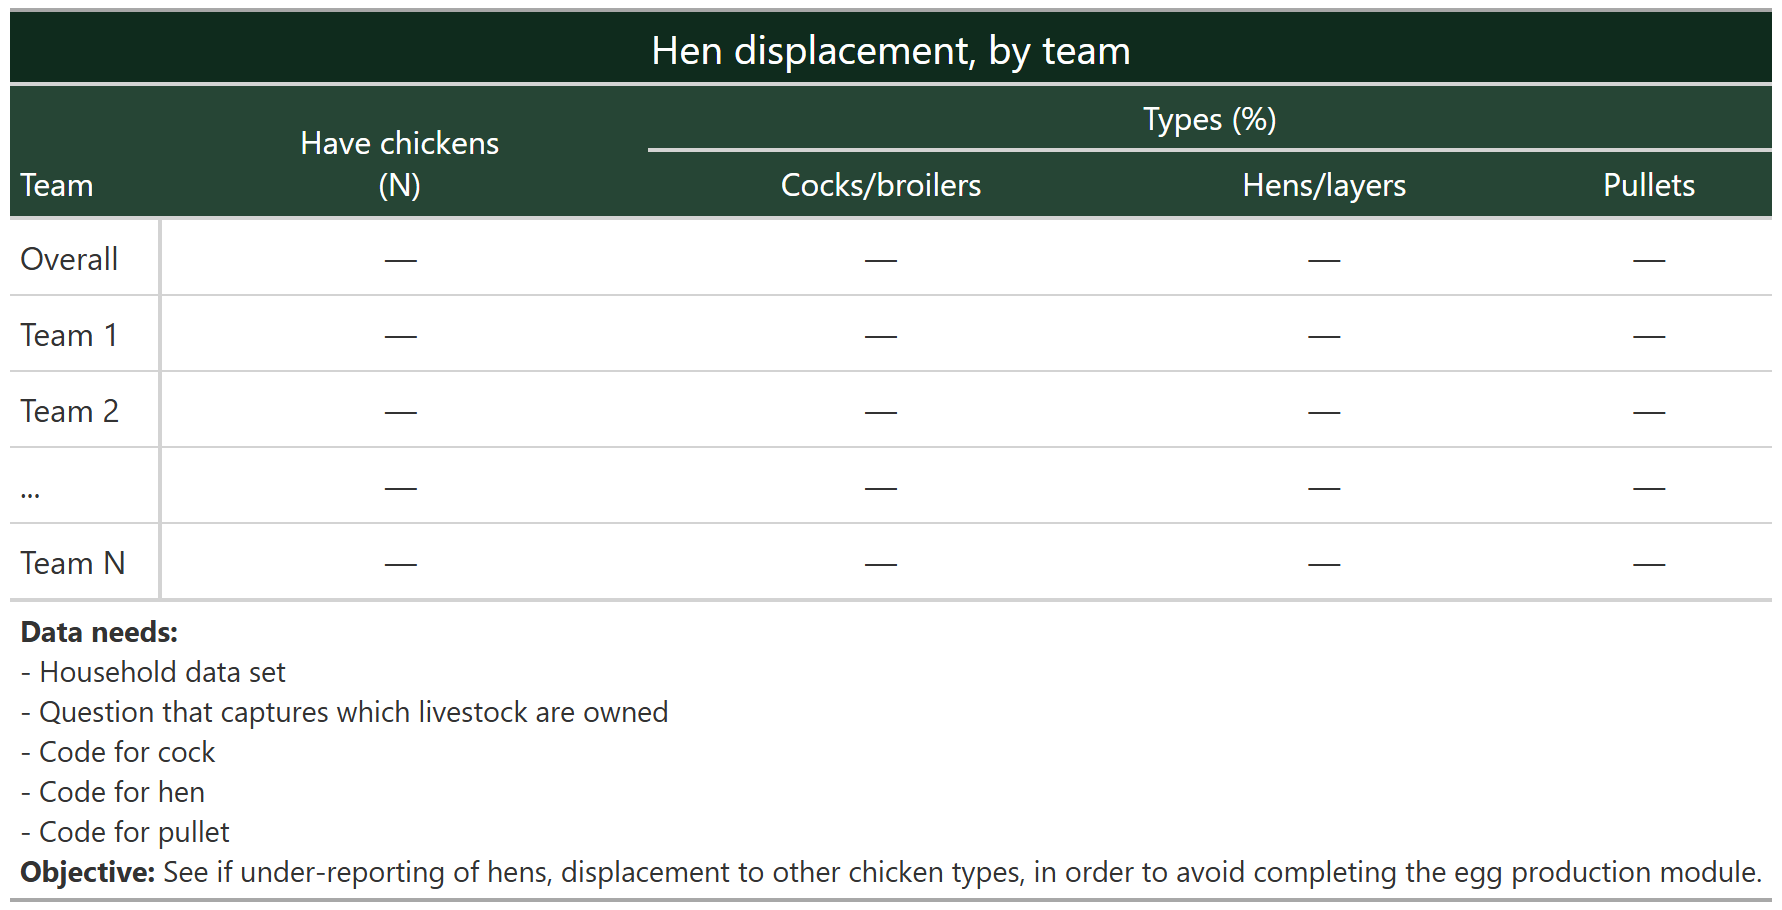 Hen displacement, by team
Types (%)
Have chickens
Team (N) Cocks/broilers Hens/layers Pullets
Overall — — — —
Team 1 — — — —
Team 2 — — — —
... — — — —
Team N — — — —
Data needs:
- Household data set
- Question that captures which livestock are owned
- Code for cock
- Code for hen
- Code for pullet
Objective: See if under-reporting of hens, displacement to other chicken types, in order to avoid completing the egg production module.